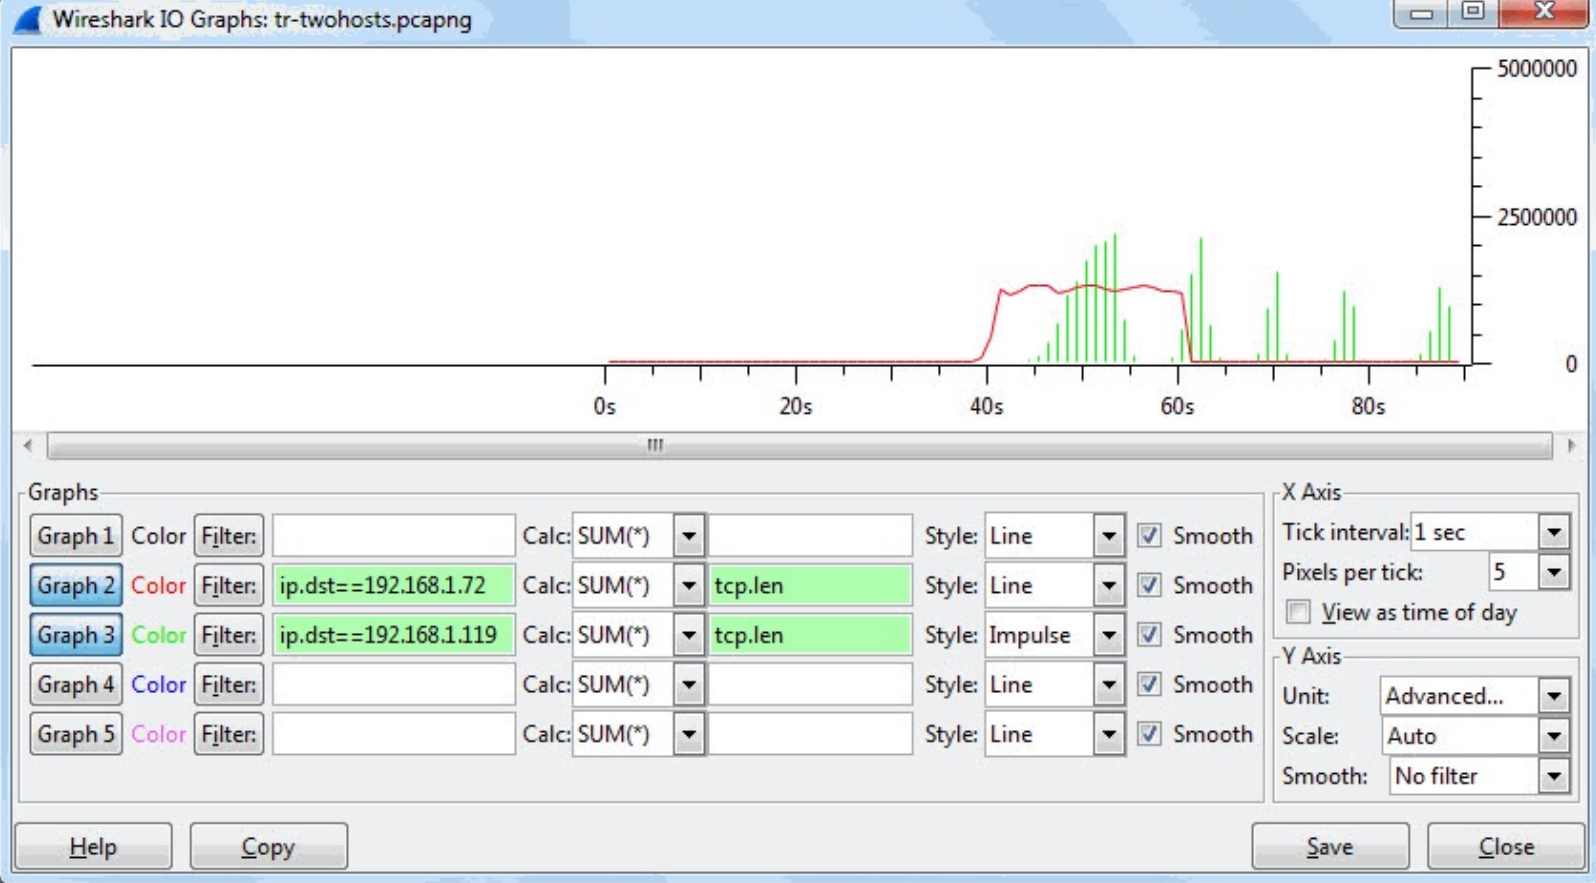 Wireshark IO Graphs: tr-twohosts.pcapng
5000000
2500000
0
0s 20s 40s 60s 80s
Graphs
Graph 1 Color Filter: Calc: SUM(*) Style: Line Smooth
Graph 2 Color Filter: ip.dst==192.168.1.72 Calc: SUM(*) tcp.len Style: Line Smooth
Graph 3 Color Filter: ip.dst==192.168.1.119 Calc: SUM(*) tcp.len Style: Impulse Smooth
Graph 4 Color Filter: Calc: SUM(*) Style: Line Smooth
Graph 5 Color Filter: Calc: SUM(*) Style: Line Smooth
X Axis
Tick interval: 1 sec
Pixels per tick: 5
View as time of day
Y Axis
Unit: Advanced...
Scale: Auto
Smooth: No filter
Help Copy Save Close